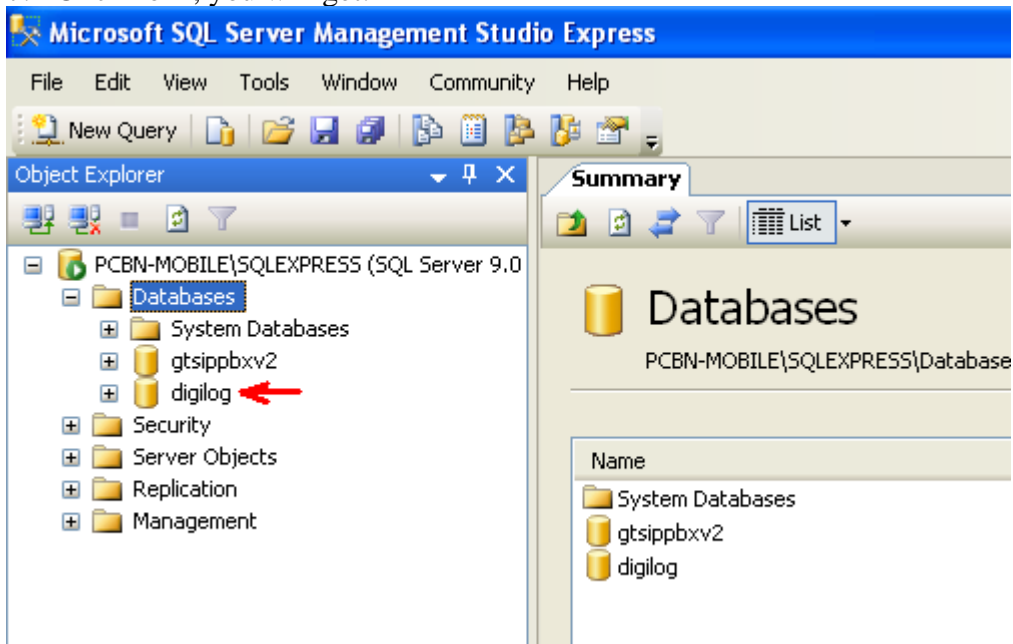 Microsoft SQL Server Management Studio Express
File Edit View Tools Window Community Help
New Query
Object Explorer
Summary
List
PCBN-MOBILE\SQLEXPRESS (SQL Server 9.0
Databases
System Databases
gtsippbxv2
digilog
Security
Server Objects
Replication
Management
Databases
PCBN-MOBILE\SQLEXPRESS\Database
Name
System Databases
gtsippbxv2
digilog